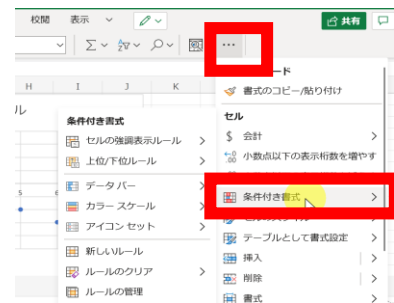 校閲 表示
共有
…
H I J K
ル
ード
書式のコピー/貼り付け
セル
$ 会計
小数点以下の表示桁数を増やす
条件付き書式
テーブルとして書式設定
挿入
削除
書式
条件付き書式
セルの強調表示ルール
上位/下位ルール
データ バー
カラー スケール
アイコン セット
新しいルール
ルールのクリア
ルールの管理
5